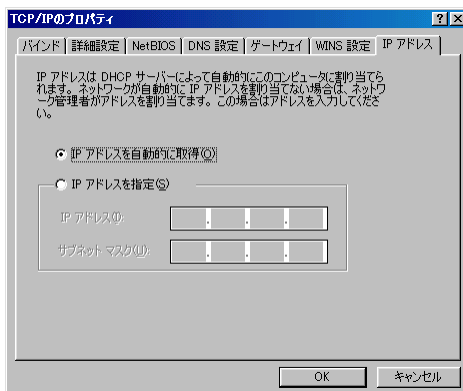 TCP/IPのプロパティ
バインド 詳細設定 NetBIOS DNS 設定 ゲートウェイ WINS 設定 IP アドレス
IP アドレスは DHCP サーバーによって自動的にこのコンピュータに割り当てら
れます。ネットワークが自動的に IP アドレスを割り当てない場合は、ネットワ
ーク管理者がアドレスを割り当てます。この場合はアドレスを入力してくださ
い。
IP アドレスを自動的に取得(O)
IP アドレスを指定(S)
IP アドレス(I):
サブネット マスク(U):
OK キャンセル